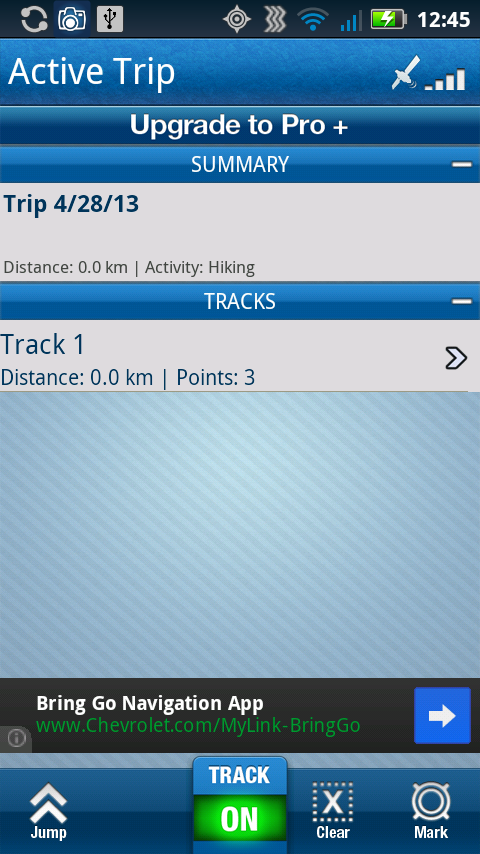 12:45
Active Trip
Upgrade to Pro +
SUMMARY
Trip 4/28/13
Distance: 0.0 km | Activity: Hiking
TRACKS
Track 1
Distance: 0.0 km | Points: 3
Bring Go Navigation App
www.Chevrolet.com/MyLink-BringGo
TRACK
ON
Jump
Clear
Mark